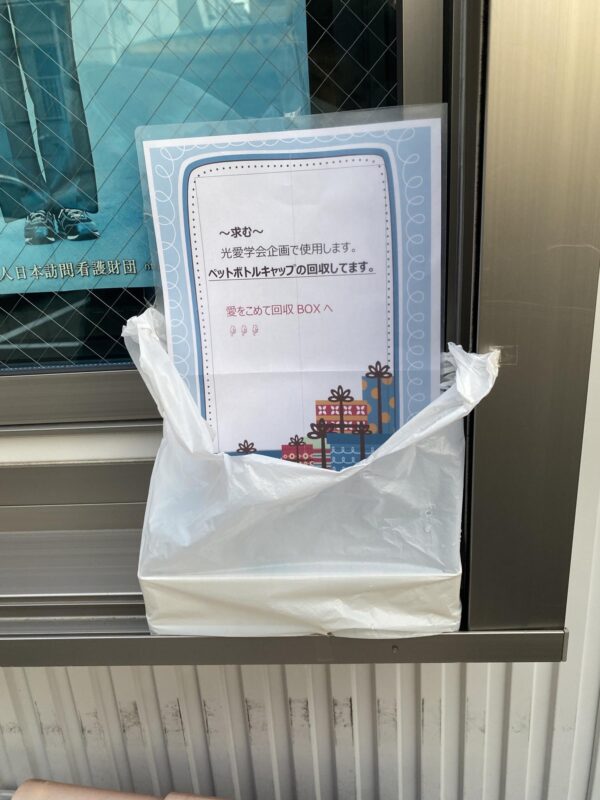 人日本訪問看護財団
～求む～
光愛学会企画で使用します。
ペットボトルキャップの回収してます。
愛をこめて回収 BOX へ